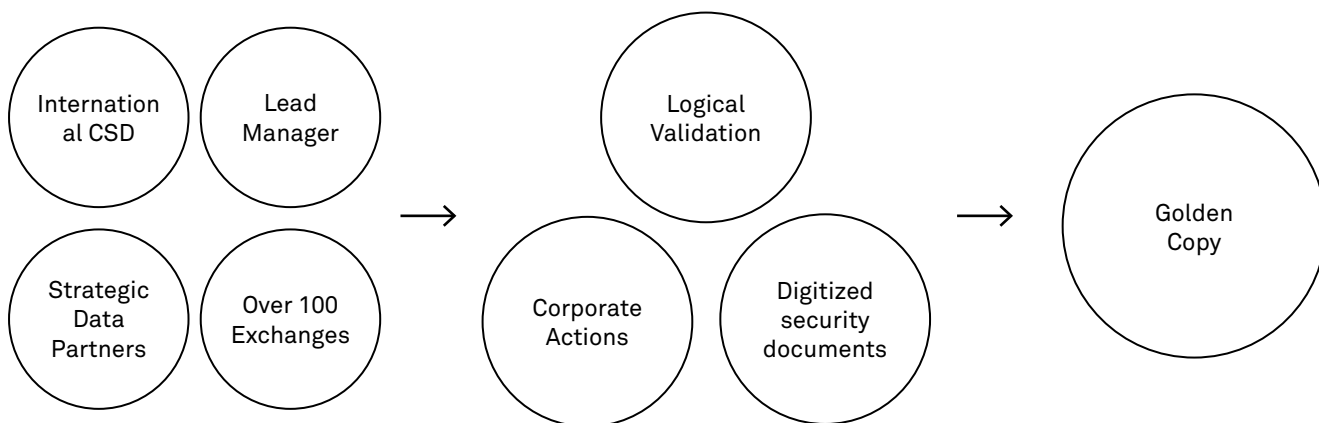 Internation
al CSD
Lead
Manager
Strategic
Data
Partners
Over 100
Exchanges
Logical
Validation
Corporate
Actions
Digitized
security
documents
Golden
Copy